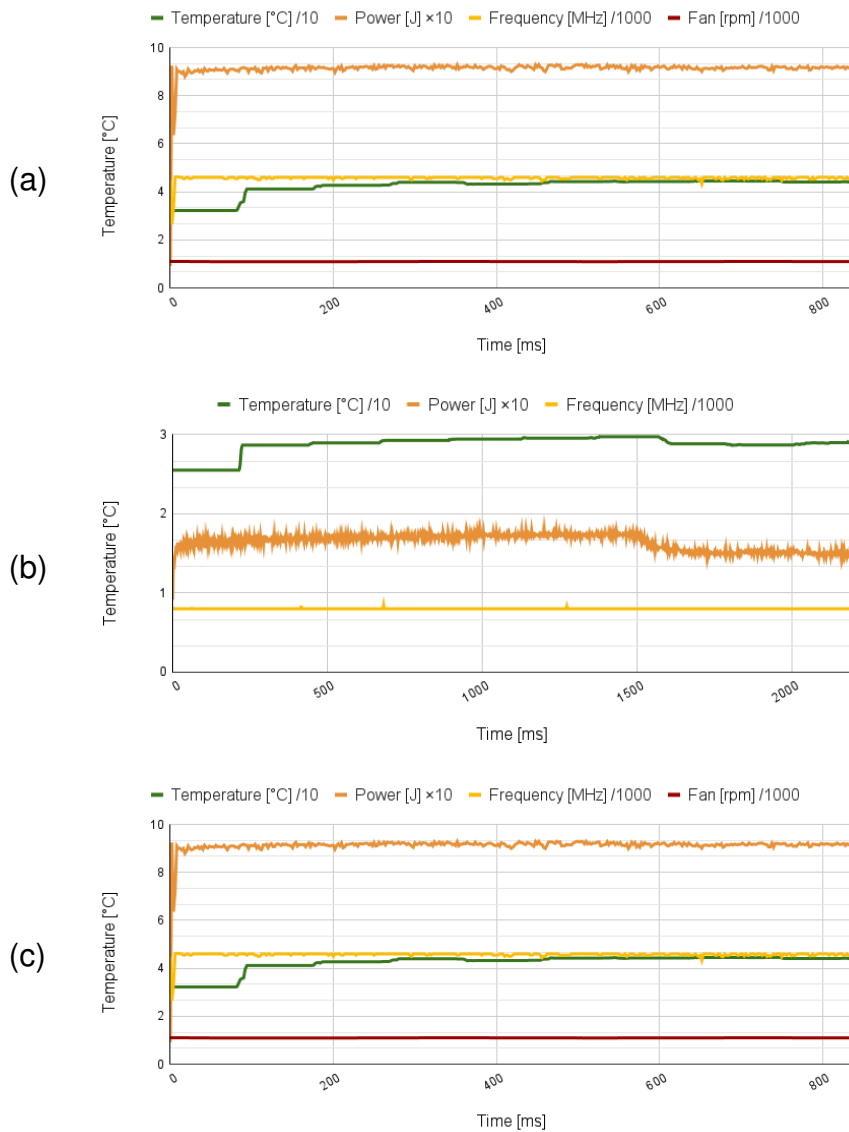 Temperature [°C] /10 Power [J] ×10 Frequency [MHz] /1000 Fan [rpm] /1000
(a)
Temperature [°C]
10
8
6
4
2
0
0 200 400 600 800
Time [ms]
Temperature [°C] /10 Power [J] ×10 Frequency [MHz] /1000
(b)
Temperature [°C]
3
2
1
0
0 500 1000 1500 2000
Time [ms]
Temperature [°C] /10 Power [J] ×10 Frequency [MHz] /1000 Fan [rpm] /1000
(c)
Temperature [°C]
10
8
6
4
2
0
0 200 400 600 800
Time [ms]